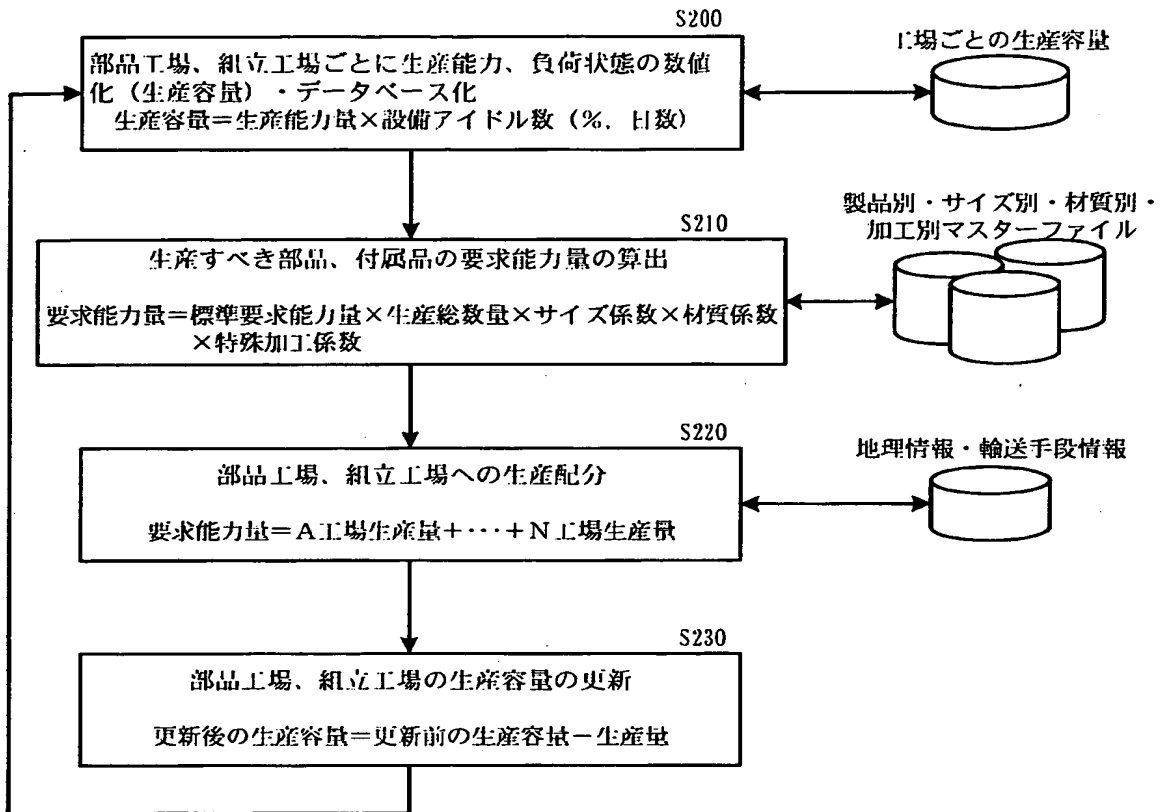 S200
部品工場、組立工場ごとに生産能力、負荷状態の数値
化（生産容量）・データベース化
生産容量＝生産能力量×設備アイドル数（％，日数）
工場ごとの生産容量
S210
生産すべき部品、付属品の要求能力量の算出
要求能力量＝標準要求能力量×生産総数量×サイズ係数×材質係数
×特殊加工係数
製品別・サイズ別・材質別・
加工別マスターファイル
S220
部品工場、組立工場への生産配分
要求能力量＝A工場生産量＋…＋N工場生産量
地理情報・輸送手段情報
S230
部品工場、組立工場の生産容量の更新
更新後の生産容量＝更新前の生産容量－生産量